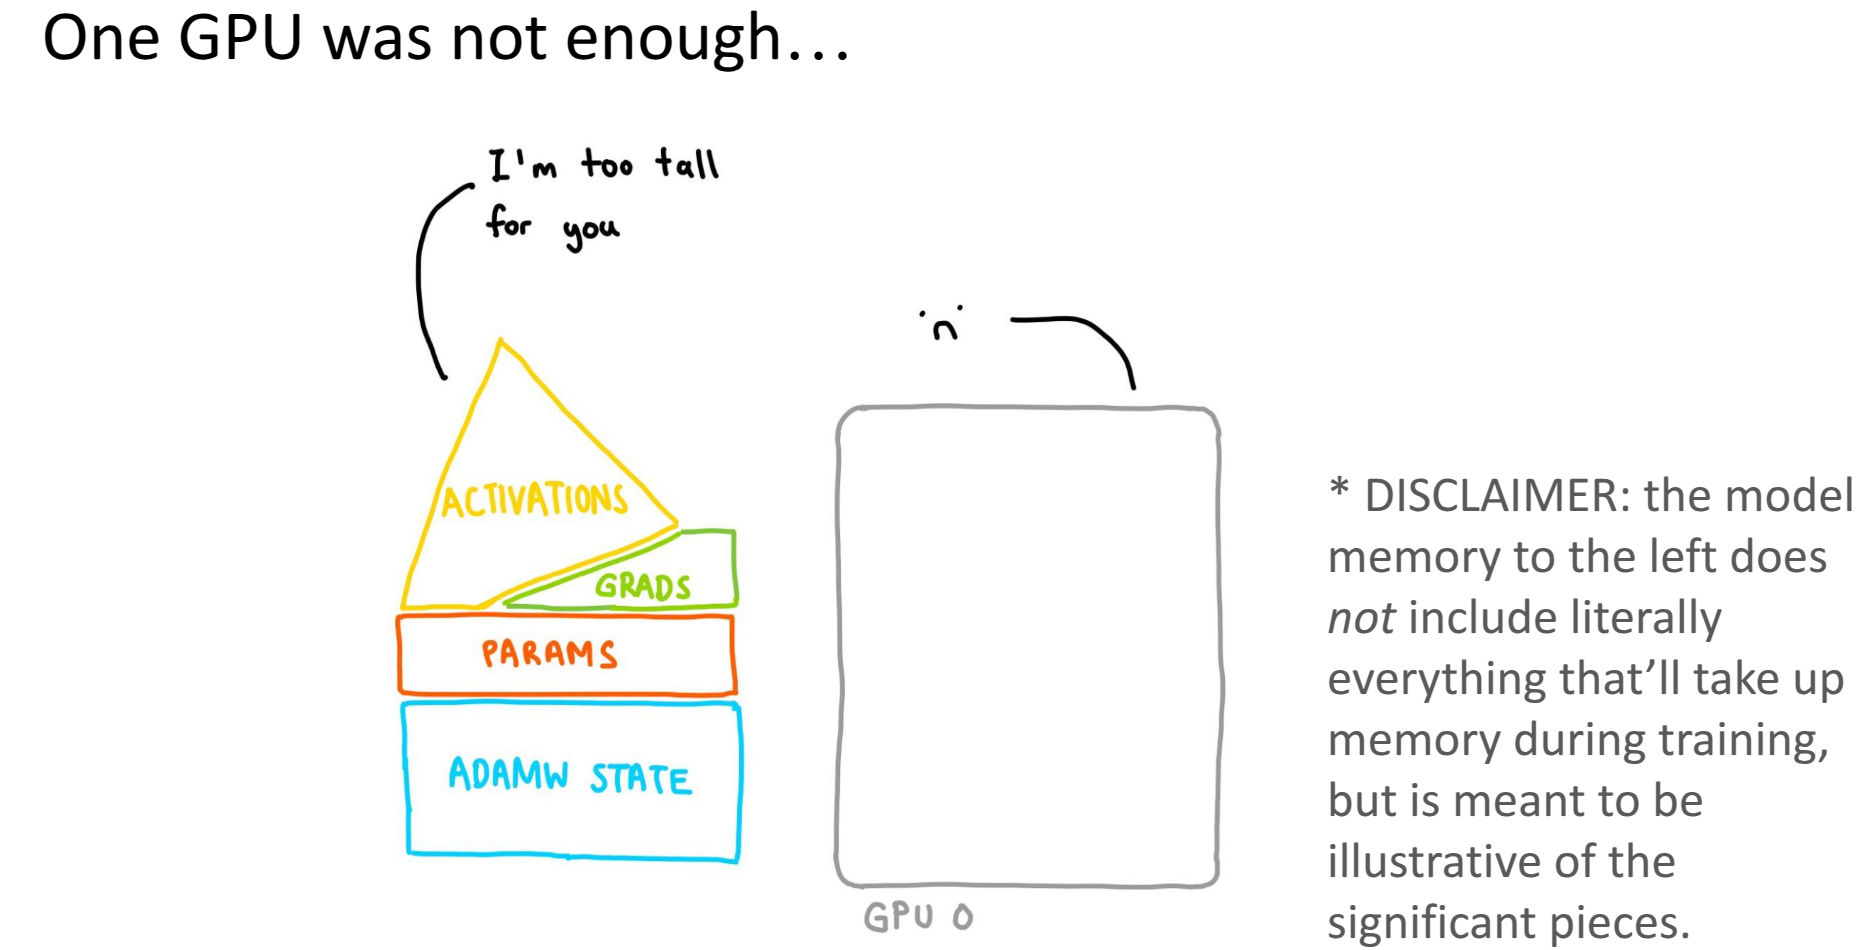 One GPU was not enough…
I'm too tall
for you
'n'
ACTIVATIONS
GRADS
PARAMS
ADAMW STATE
GPU 0
* DISCLAIMER: the model
memory to the left does
not include literally
everything that’ll take up
memory during training,
but is meant to be
illustrative of the
significant pieces.